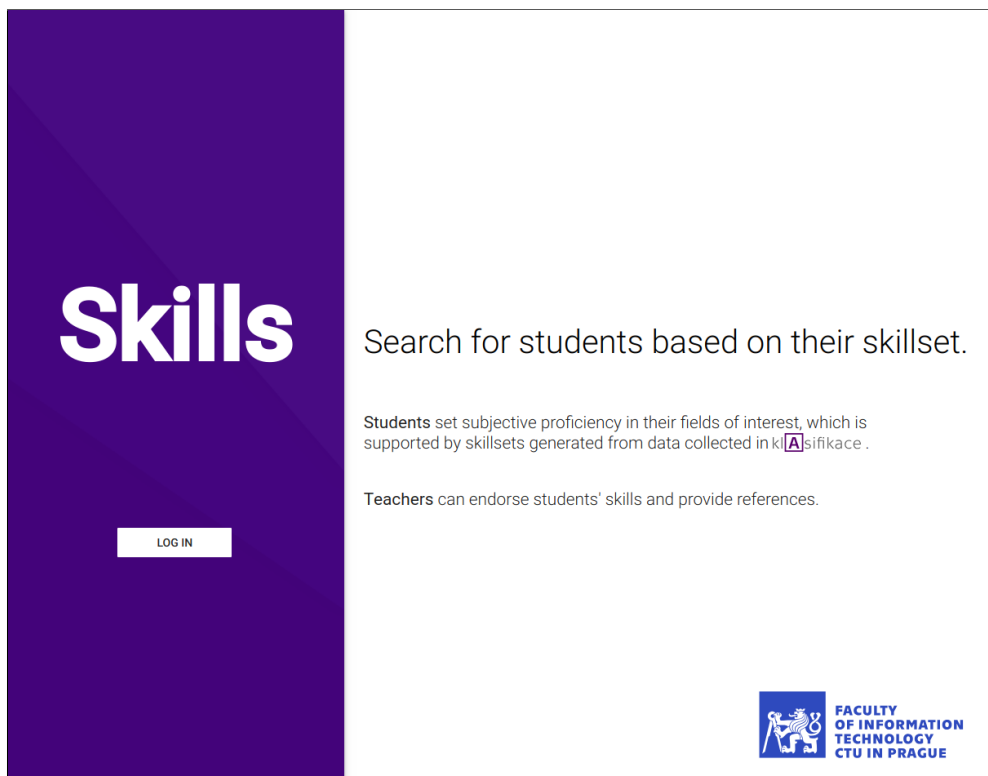 Skills
LOG IN
Search for students based on their skillset.
Students set subjective proficiency in their fields of interest, which is
supported by skillsets generated from data collected in klAsifikace .
Teachers can endorse students' skills and provide references.
FACULTY
OF INFORMATION
TECHNOLOGY
CTU IN PRAGUE